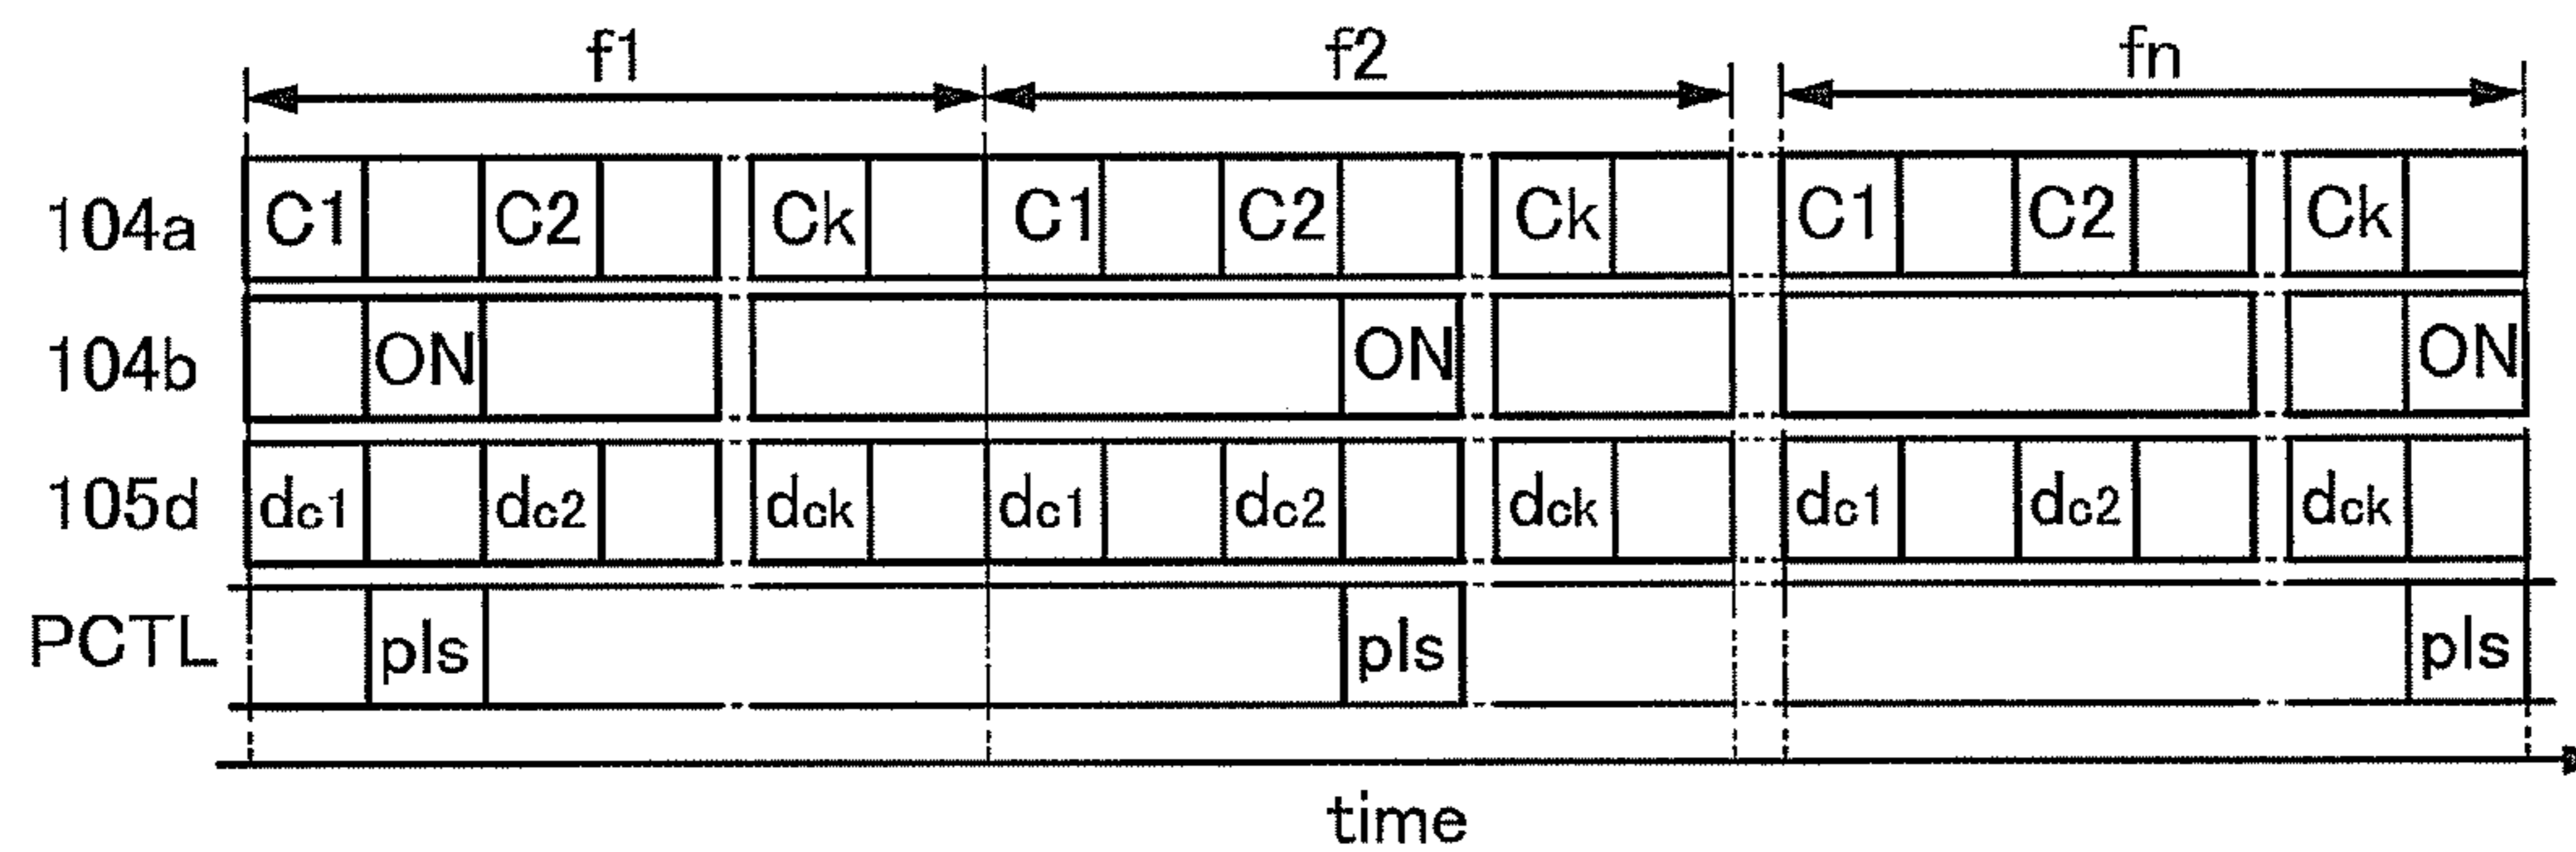 f1 f2 fn
104a C1 C2 Ck C1 C2 Ck C1 C2 Ck
104b ON ON ON
105d dc1 dc2 dck dc1 dc2 dck dc1 dc2 dck
PCTL pls pls pls
time